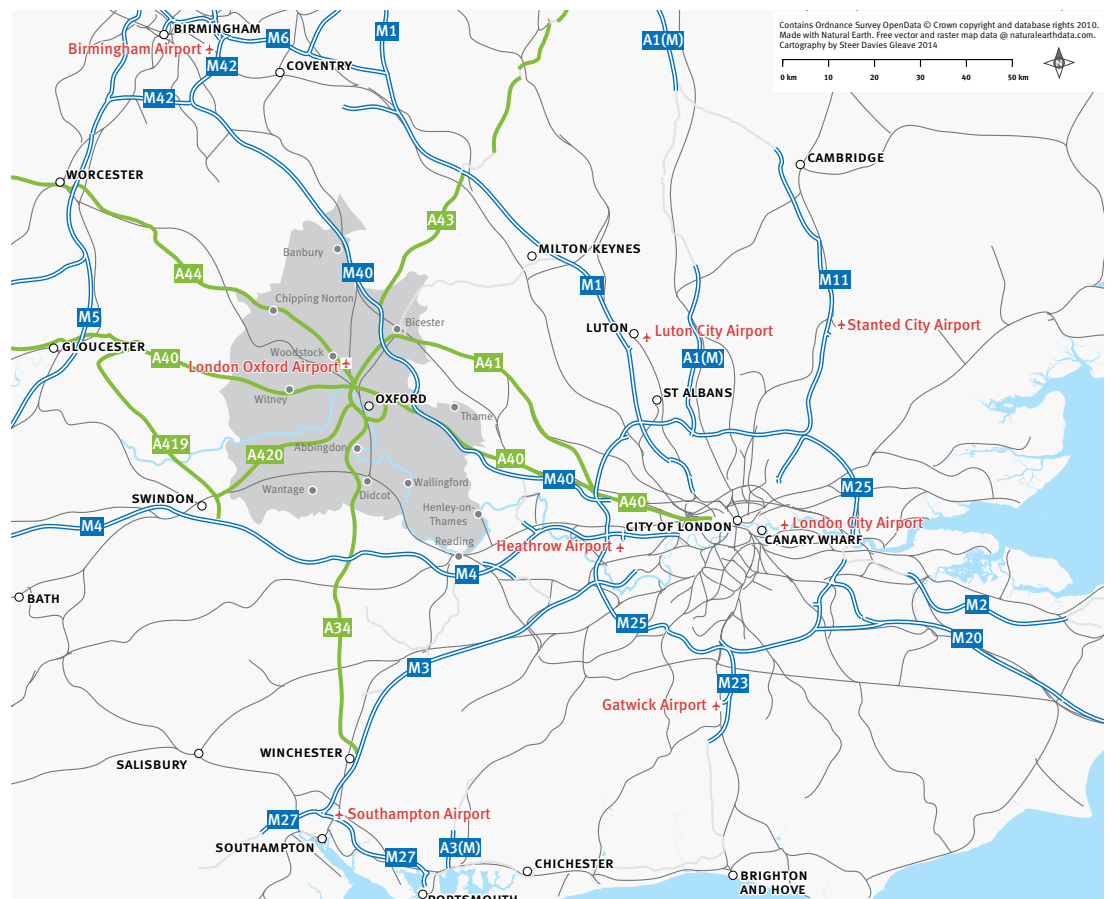 Contains Ordnance Survey OpenData © Crown copyright and database rights 2010.
Made with Natural Earth. Free vector and raster map data @ naturalearthdata.com.
Cartography by Steer Davies Gleave 2014
0 km 10 20 30 40 50 km
N
BIRMINGHAM
Birmingham Airport
M6
M1
A1(M)
M42
COVENTRY
M42
CAMBRIDGE
WORCESTER
A43
Banbury
MILTON KEYNES
A44
M40
M1
M11
Chipping Norton
M5
Bicester
LUTON
Luton City Airport
Stanted City Airport
GLOUCESTER
A40
Woodstock
A41
A1(M)
London Oxford Airport
Witney
OXFORD
ST ALBANS
Thame
A419
A420
Abbingdon
A40
M40
Wantage
Didcot
Wallingford
M25
SWINDON
A40
Henley-on-
Thames
M4
CITY OF LONDON
London City Airport
CANARY WHARF
Reading
Heathrow Airport
M4
BATH
M2
A34
M25
M20
M3
M23
Gatwick Airport
WINCHESTER
SALISBURY
Southampton Airport
M27
SOUTHAMPTON
M27
A3(M)
CHICHESTER
BRIGHTON
AND HOVE
PORTSMOUTH